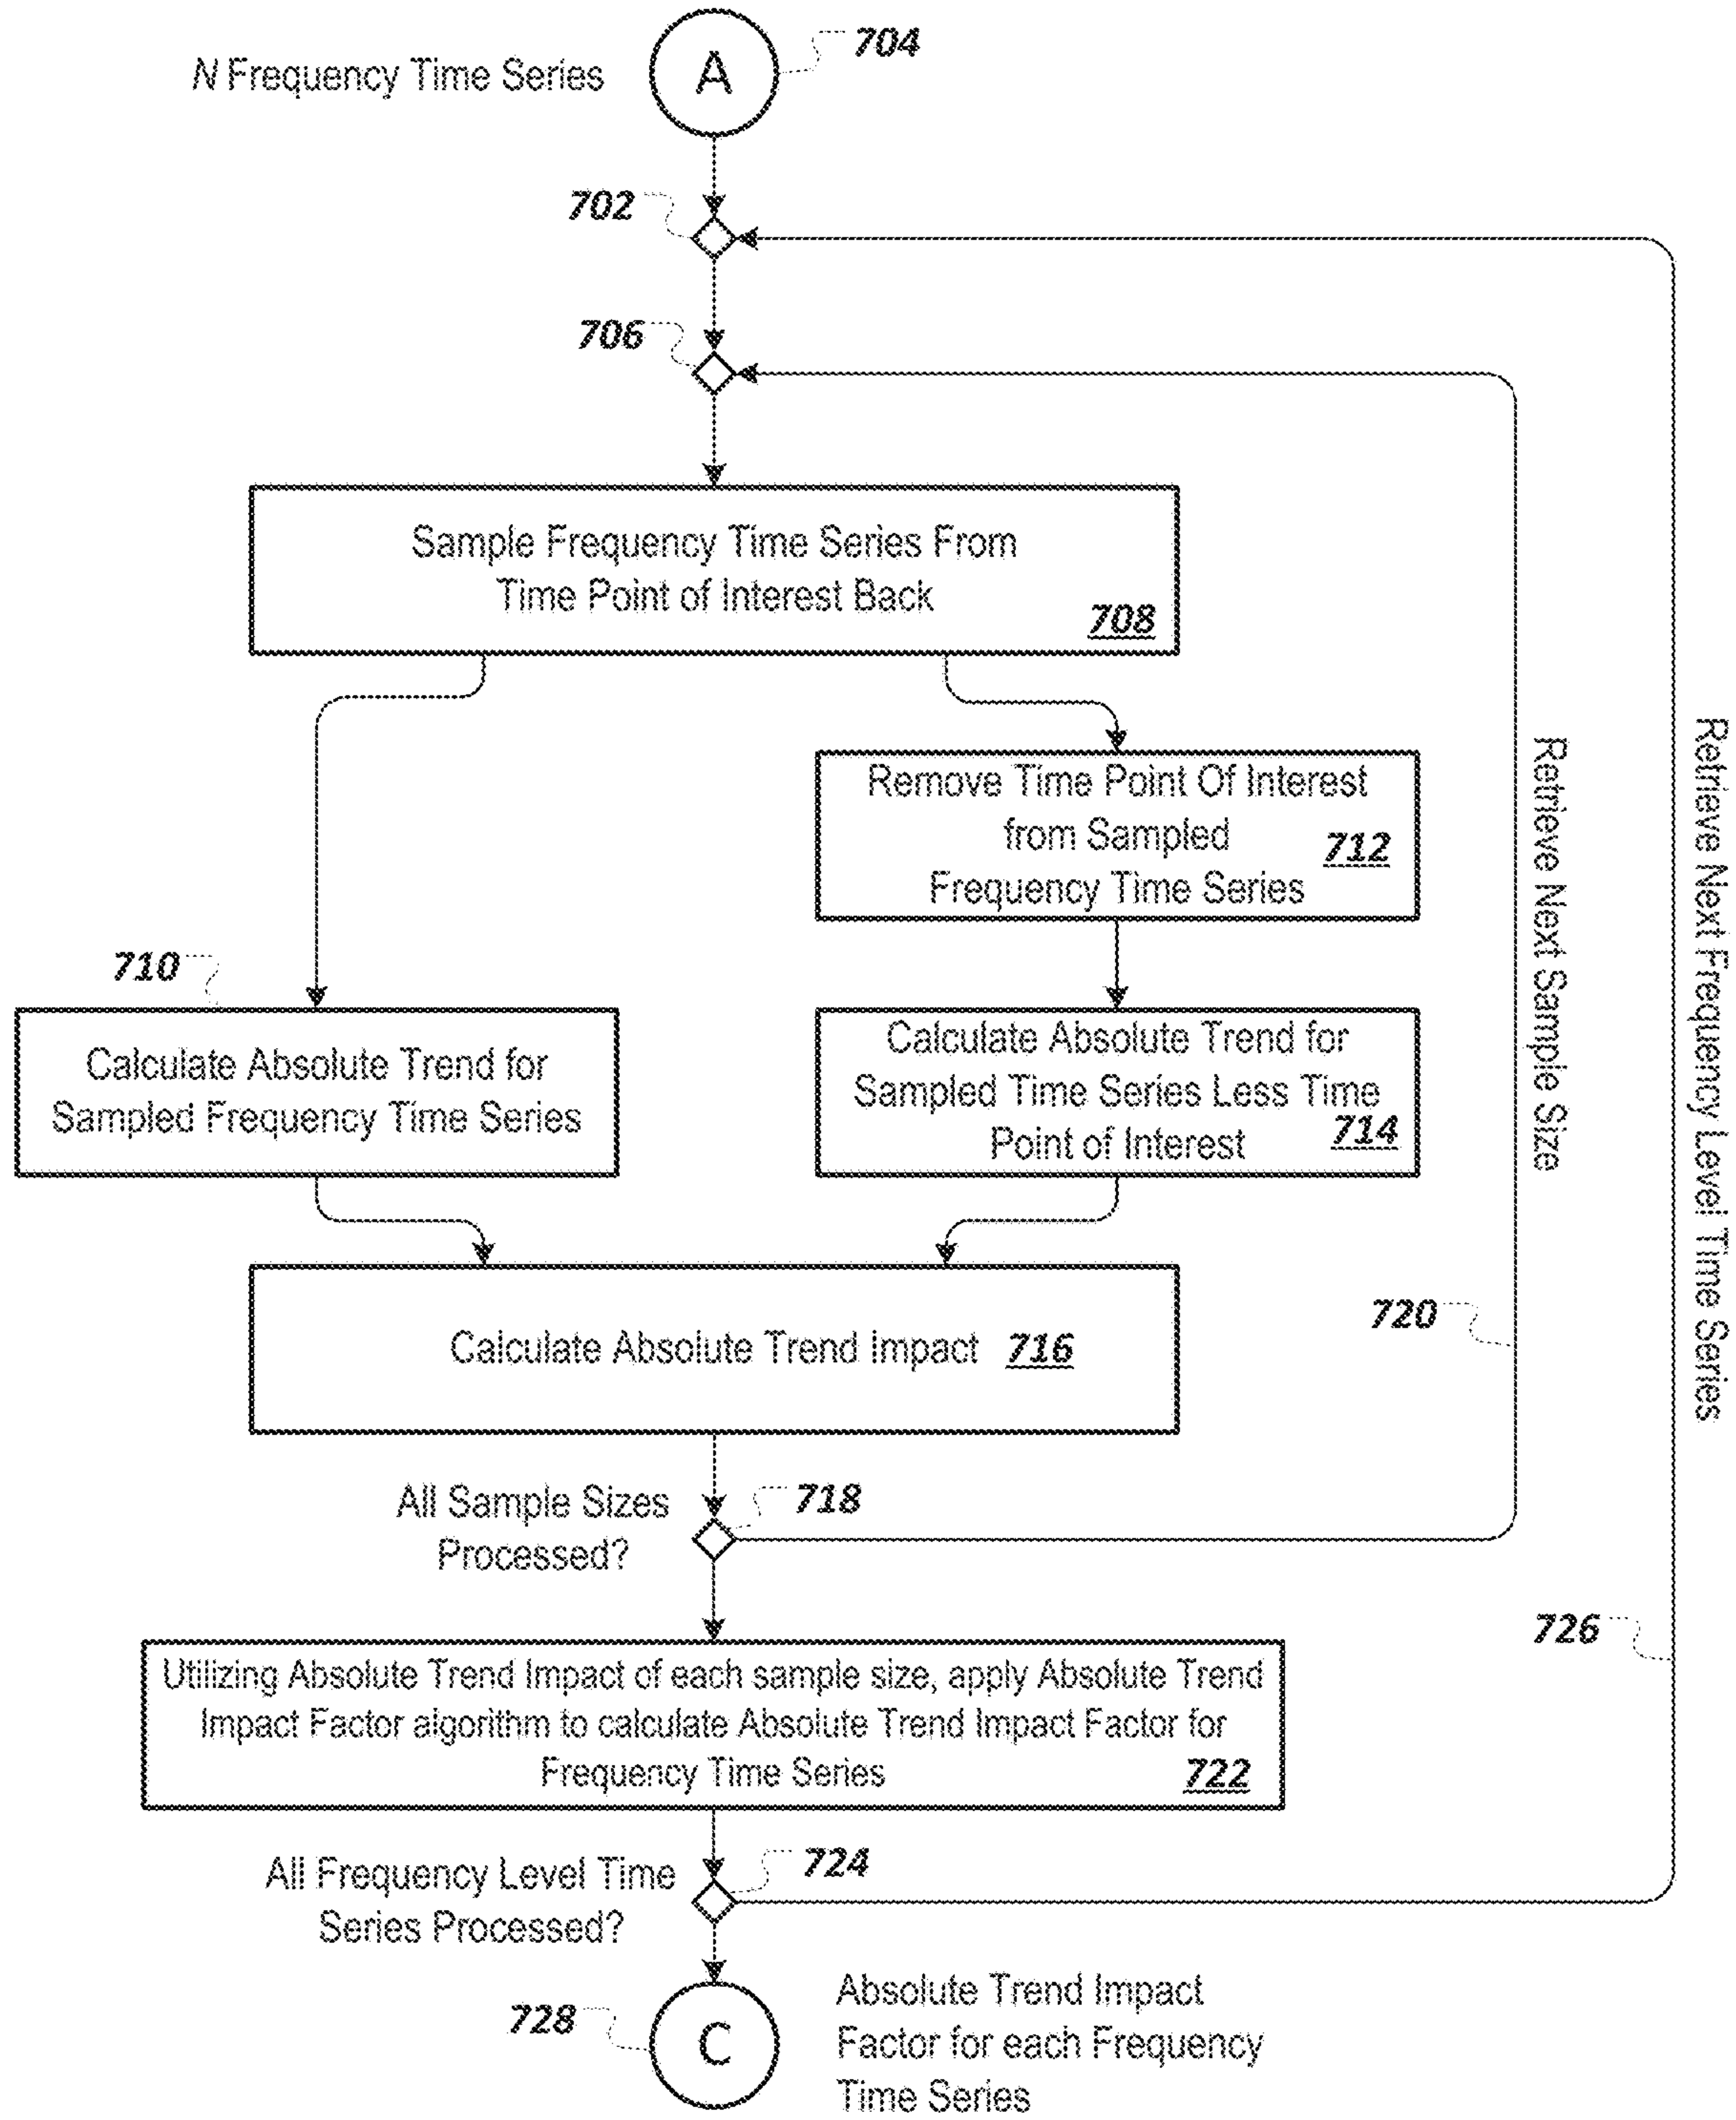 704
N Frequency Time Series
A
702
706
Sample Frequency Time Series From
Time Point of Interest Back
708
Remove Time Point Of Interest
from Sampled
712
Frequency Time Series
710
Calculate Absolute Trend for
Sampled Frequency Time Series
Calculate Absolute Trend for
Sampled Time Series Less Time
714
Point of Interest
Calculate Absolute Trend Impact 716
720
Retrieve Next Sample Size
Retrieve Next Frequency Level Time Series
All Sample Sizes
Processed?
718
726
Utilizing Absolute Trend Impact of each sample size, apply Absolute Trend
Impact Factor algorithm to calculate Absolute Trend Impact Factor for
Frequency Time Series
722
All Frequency Level Time
Series Processed?
724
728
C
Absolute Trend Impact
Factor for each Frequency
Time Series